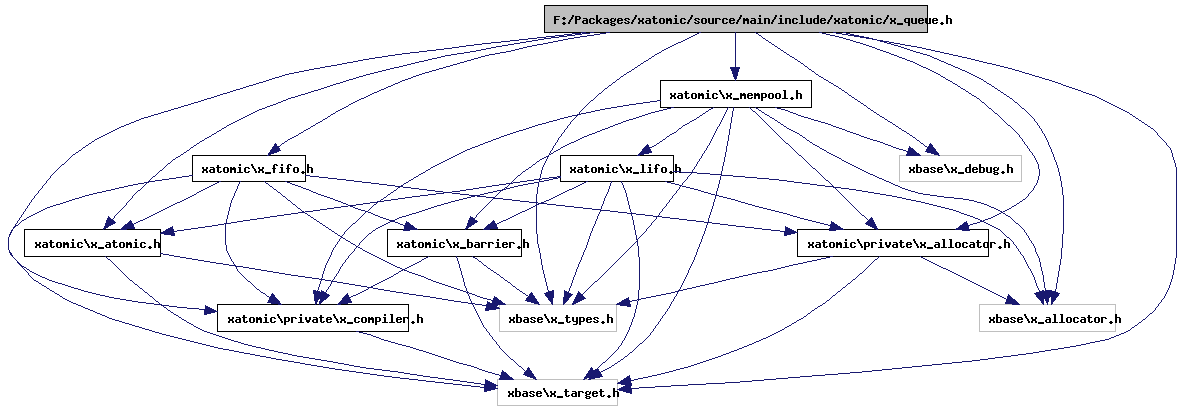 F:/Packages/xatomic/source/main/include/xatomic/x_queue.h
xatomic\x_mempool.h
xatomic\x_fifo.h
xatomic\x_lifo.h
xbase\x_debug.h
xatomic\x_atomic.h
xatomic\x_barrier.h
xatomic\private\x_allocator.h
xatomic\private\x_compiler.h
xbase\x_types.h
xbase\x_allocator.h
xbase\x_target.h